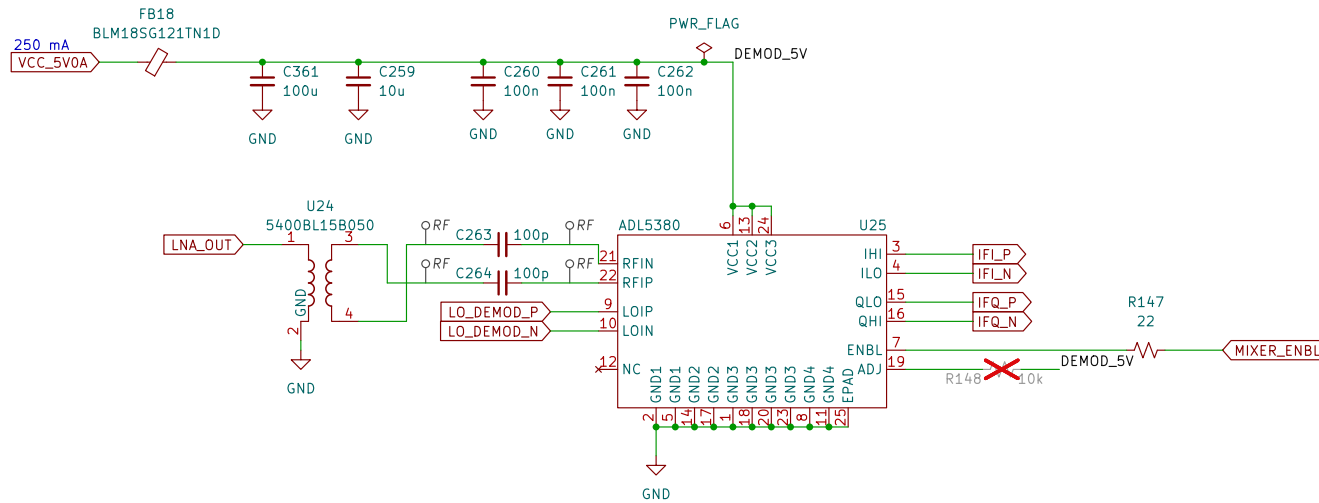 FB18
BLM18SG121TN1D
250 mA
VCC_5V0A
PWR_FLAG
DEMOD_5V
C361
100u
GND
C259
10u
GND
C260
100n
GND
C261
100n
GND
C262
100n
GND
U24
5400BL15B050
LNA_OUT
1
3
GND
2
4
GND
RF
RF
RF
RF
C263
100p
C264
100p
LO_DEMOD_P
LO_DEMOD_N
ADL5380
U25
6
13
24
VCC1
VCC2
VCC3
21
RFIN
22
RFIP
9
LOIP
10
LOIN
12
NC
IHI
3
IFI_P
ILO
4
IFI_N
QLO
15
IFQ_P
QHI
16
IFQ_N
ENBL
7
ADJ
19
R147
22
MIXER_ENBL
DEMOD_5V
R148
10k
GND1
GND1
GND2
GND2
GND3
GND3
GND3
GND3
GND4
GND4
EPAD
2
5
14
17
1
18
20
23
8
11
25
GND